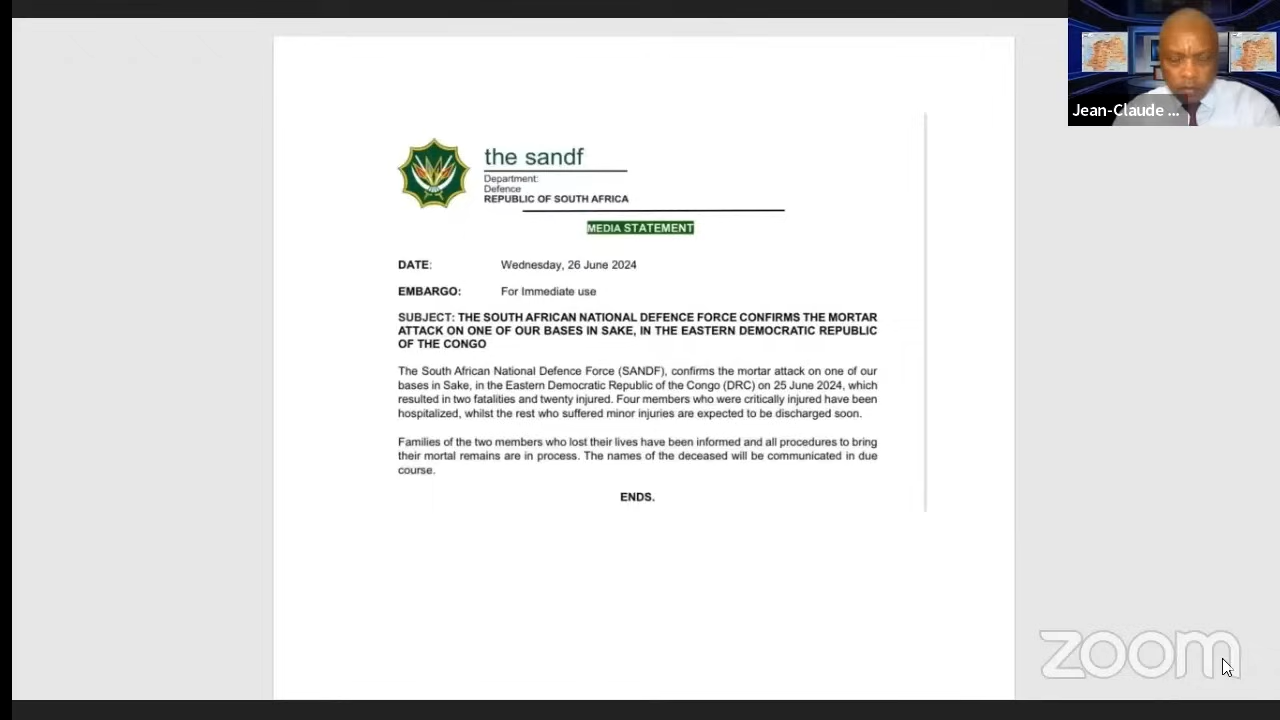 Jean-Claude ...
the sandf
Department:
Defence
REPUBLIC OF SOUTH AFRICA
MEDIA STATEMENT
DATE: Wednesday, 26 June 2024
EMBARGO: For Immediate use
SUBJECT: THE SOUTH AFRICAN NATIONAL DEFENCE FORCE CONFIRMS THE MORTAR
ATTACK ON ONE OF OUR BASES IN SAKE, IN THE EASTERN DEMOCRATIC REPUBLIC
OF THE CONGO
The South African National Defence Force (SANDF), confirms the mortar attack on one of our
bases in Sake, in the Eastern Democratic Republic of the Congo (DRC) on 25 June 2024, which
resulted in two fatalities and twenty injured. Four members who were critically injured have been
hospitalized, whilst the rest who suffered minor injuries are expected to be discharged soon.
Families of the two members who lost their lives have been informed and all procedures to bring
their mortal remains are in process. The names of the deceased will be communicated in due
course.
ENDS.
zoom